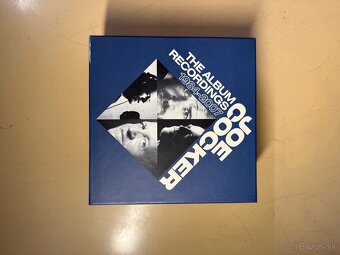 THE ALBUM
RECORDINGS
1984-2007
JOE
COCKER
© Bazos.sk